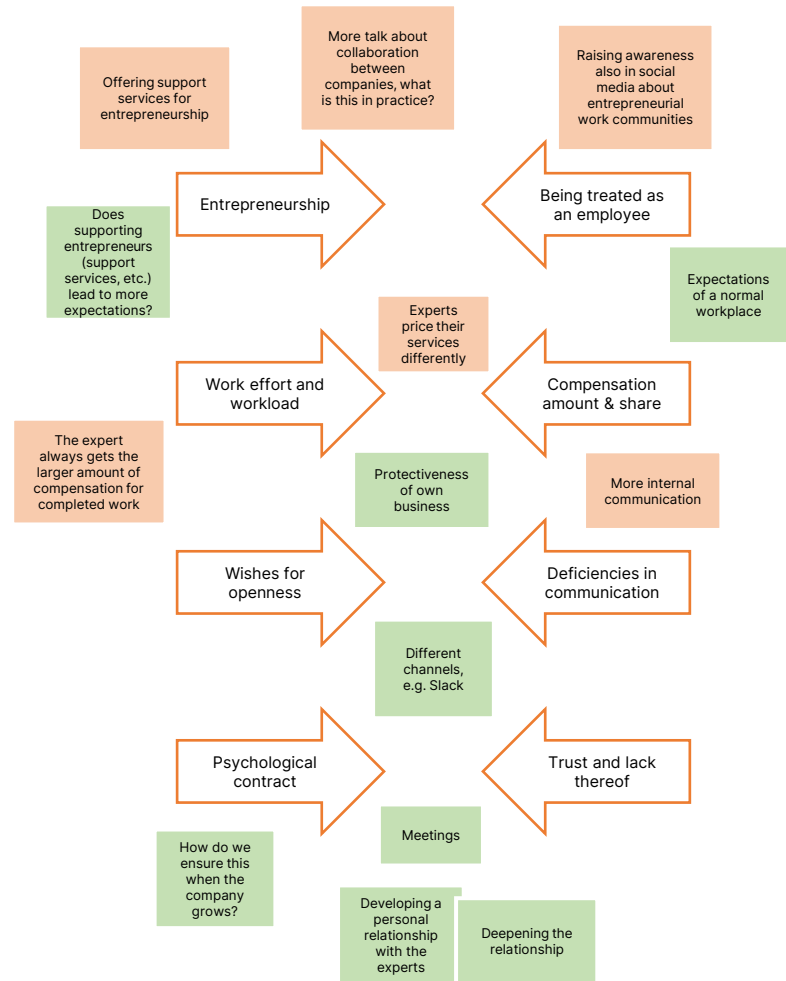 More talk about
collaboration
between
companies, what
is this in practice?
Offering support
services for
entrepreneurship
Raising awareness
also in social
media about
entrepreneurial
work communities
Entrepreneurship
Being treated as
an employee
Does
supporting
entrepreneurs
(support
services, etc.)
lead to more
expectations?
Expectations
of a normal
workplace
Experts
price their
services
differently
Work effort and
workload
Compensation
amount & share
The expert
always gets the
larger amount of
compensation for
completed work
Protectiveness
of own
business
More internal
communication
Wishes for
openness
Deficiencies in
communication
Different
channels,
e.g. Slack
Psychological
contract
Trust and lack
thereof
Meetings
How do we
ensure this
when the
company
grows?
Developing a
personal
relationship
with the
experts
Deepening the
relationship